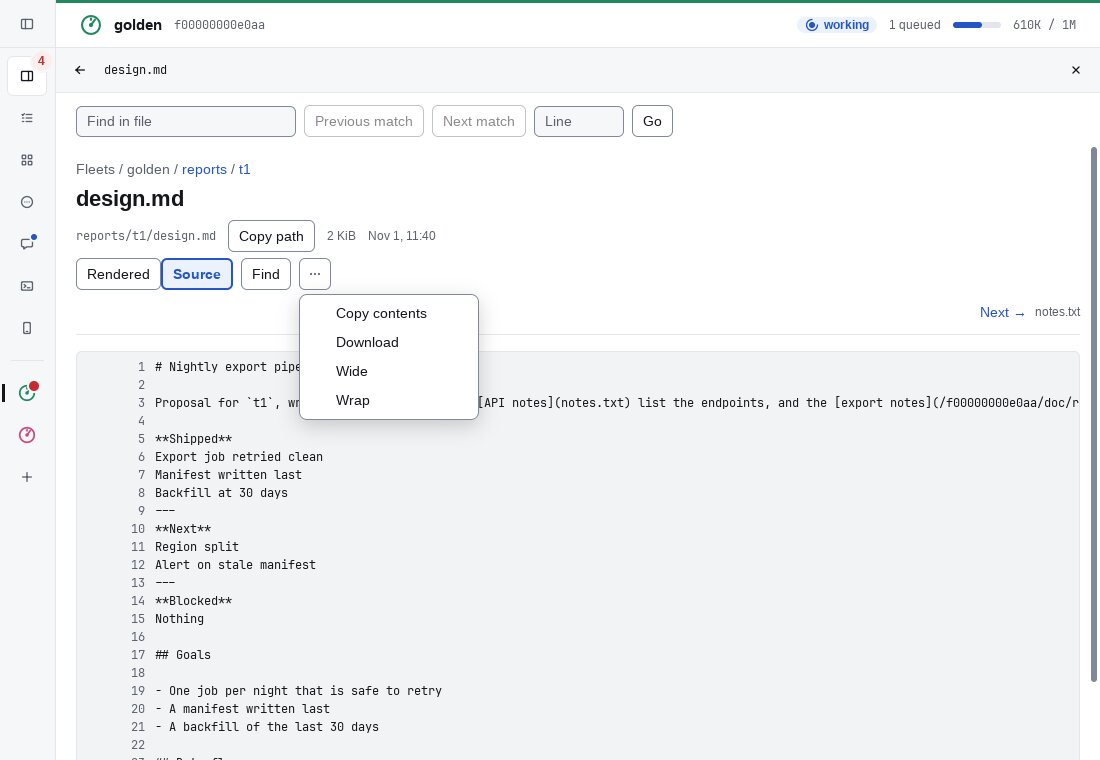 golden f00000000e0aa working 1 queued 610K / 1M
4
design.md
Find in file Previous match Next match Line Go
Fleets / golden / reports / t1
design.md
reports/t1/design.md Copy path 2 KiB Nov 1, 11:40
Rendered Source Find ···
Copy contents
Download
Wide
Wrap
Next → notes.txt
1 # Nightly export pipe
2
3 Proposal for `t1`, [API notes](notes.txt) list the endpoints, and the [export notes](/f00000000e0aa/doc/r
4
5 **Shipped**
6 Export job retried clean
7 Manifest written last
8 Backfill at 30 days
9 ---
10 **Next**
11 Region split
12 Alert on stale manifest
13 ---
14 **Blocked**
15 Nothing
16
17 ## Goals
18
19 - One job per night that is safe to retry
20 - A manifest written last
21 - A backfill of the last 30 days
22